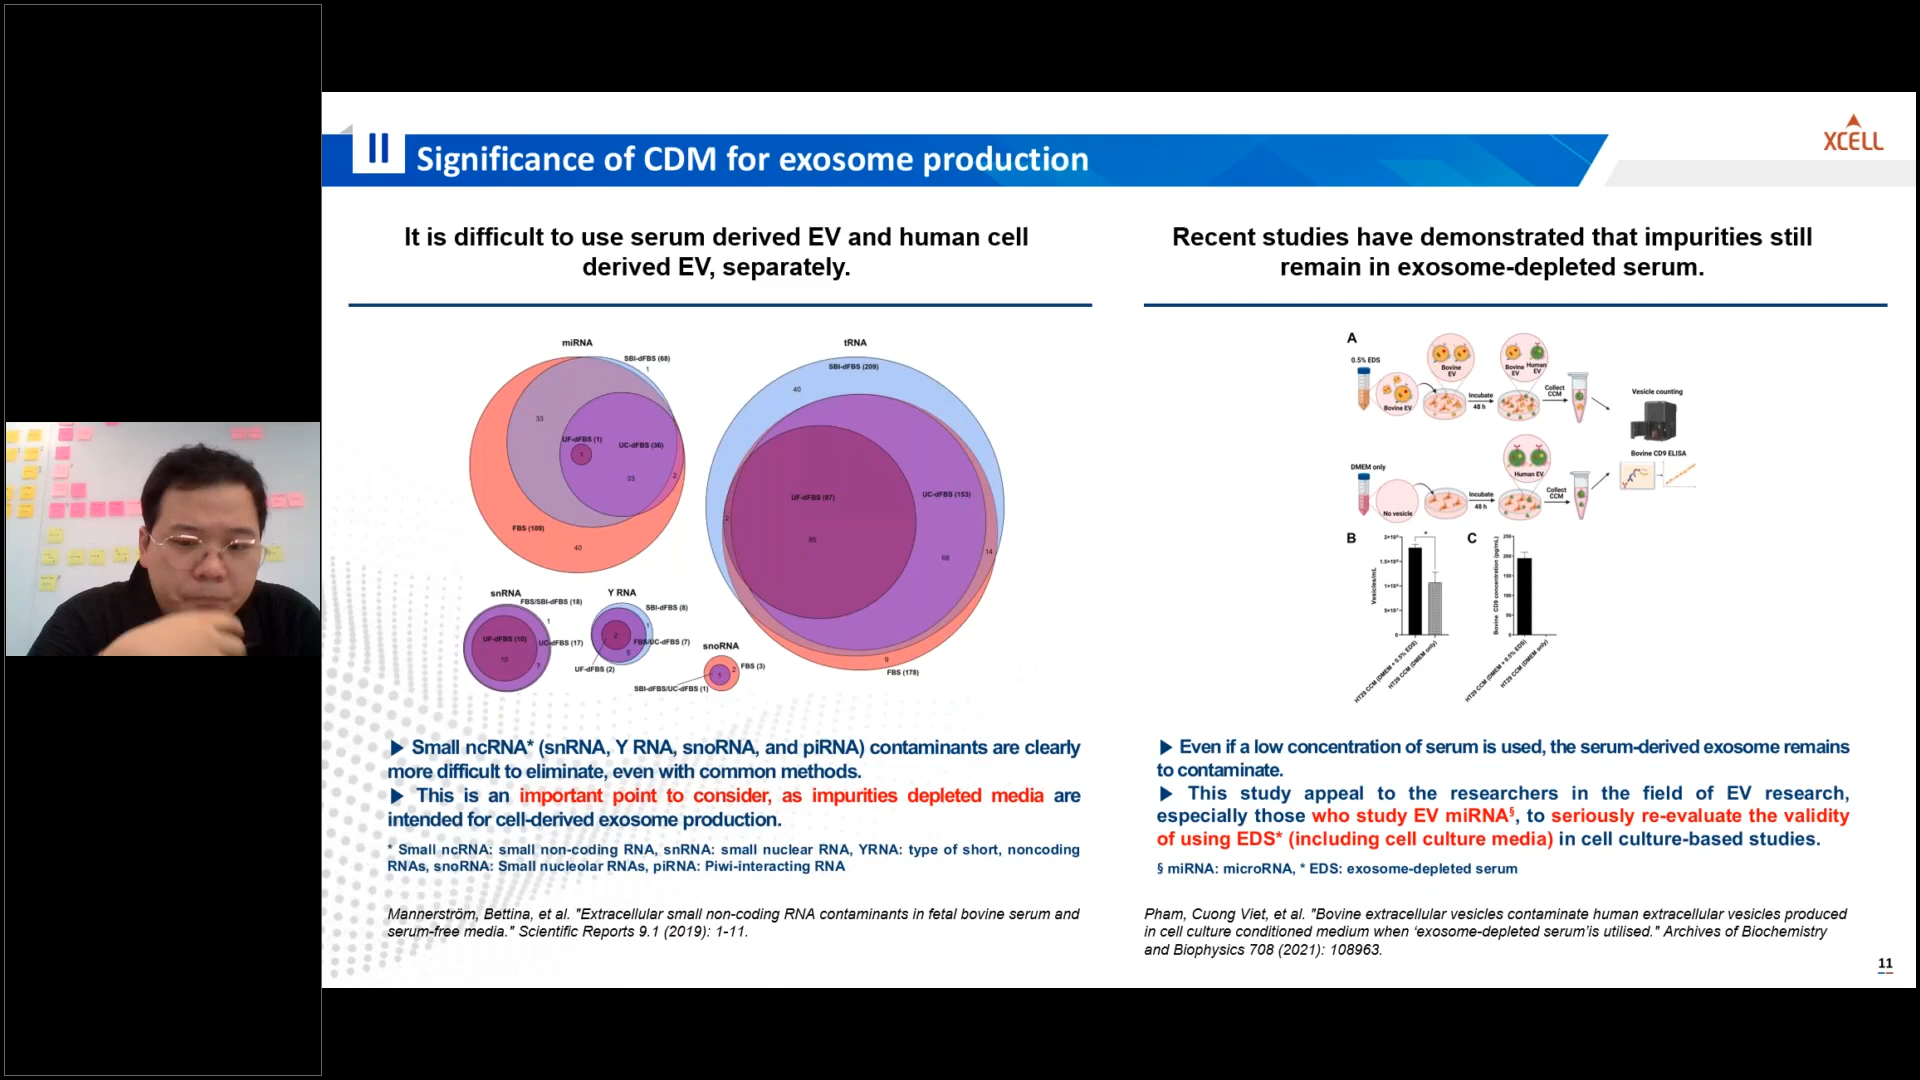 II
Significance of CDM for exosome production
XCELL
It is difficult to use serum derived EV and human cell
derived EV, separately.
miRNA
SBI-dFBS (68)
1
33
UF-dFBS (1)
1
UC-dFBS (36)
33
2
FBS (109)
40
tRNA
SBI-dFBS (209)
40
UF-dFBS (87)
UC-dFBS (153)
2
85
68
14
9
FBS (178)
snRNA
FBS/SBI-dFBS (18)
1
UF-dFBS (10)
UC-dFBS (17)
10
7
Y RNA
SBI-dFBS (8)
1
2
FBS/UC-dFBS (7)
5
UF-dFBS (2)
snoRNA
FBS (3)
2
1
SBI-dFBS/UC-dFBS (1)
▶ Small ncRNA* (snRNA, Y RNA, snoRNA, and piRNA) contaminants are clearly
more difficult to eliminate, even with common methods.
▶ This is an important point to consider, as impurities depleted media are
intended for cell-derived exosome production.
* Small ncRNA: small non-coding RNA, snRNA: small nuclear RNA, YRNA: type of short, noncoding
RNAs, snoRNA: Small nucleolar RNAs, piRNA: Piwi-interacting RNA
Mannerström, Bettina, et al. "Extracellular small non-coding RNA contaminants in fetal bovine serum and
serum-free media." Scientific Reports 9.1 (2019): 1-11.
Recent studies have demonstrated that impurities still
remain in exosome-depleted serum.
A
0.5% EDS
Bovine EV
Bovine
EV
Incubate
48 h
Bovine Human
EV EV
Collect
CCM
Vesicle counting
Bovine CD9 ELISA
DMEM only
No vesicle
Incubate
48 h
Human EV
Collect
CCM
B
Vesicles/mL
*
0
HT29 CCM (DMEM + 0.5% EDS)
HT29 CCM (DMEM only)
C
Bovine CD9 concentration (pg/mL)
250
200
150
100
50
0
HT29 CCM (DMEM + 0.5% EDS)
HT29 CCM (DMEM only)
▶ Even if a low concentration of serum is used, the serum-derived exosome remains
to contaminate.
▶ This study appeal to the researchers in the field of EV research,
especially those who study EV miRNA§, to seriously re-evaluate the validity
of using EDS* (including cell culture media) in cell culture-based studies.
§ miRNA: microRNA, * EDS: exosome-depleted serum
Pham, Cuong Viet, et al. "Bovine extracellular vesicles contaminate human extracellular vesicles produced
in cell culture conditioned medium when 'exosome-depleted serum'is utilised." Archives of Biochemistry
and Biophysics 708 (2021): 108963.
11